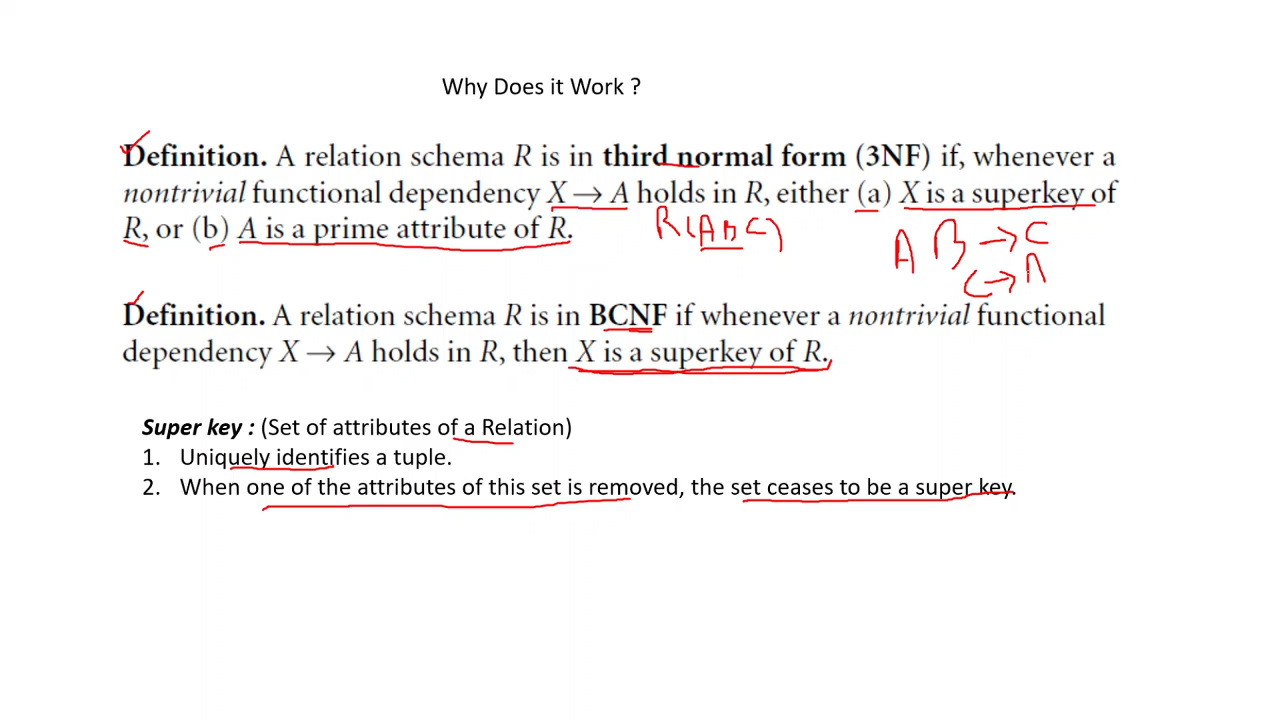 Why Does it Work ?
Definition. A relation schema R is in third normal form (3NF) if, whenever a
nontrivial functional dependency X → A holds in R, either (a) X is a superkey of
R, or (b) A is a prime attribute of R.
R(ABC)
A B → C
C → A
Definition. A relation schema R is in BCNF if whenever a nontrivial functional
dependency X → A holds in R, then X is a superkey of R.
Super key : (Set of attributes of a Relation)
1. Uniquely identifies a tuple.
2. When one of the attributes of this set is removed, the set ceases to be a super key.